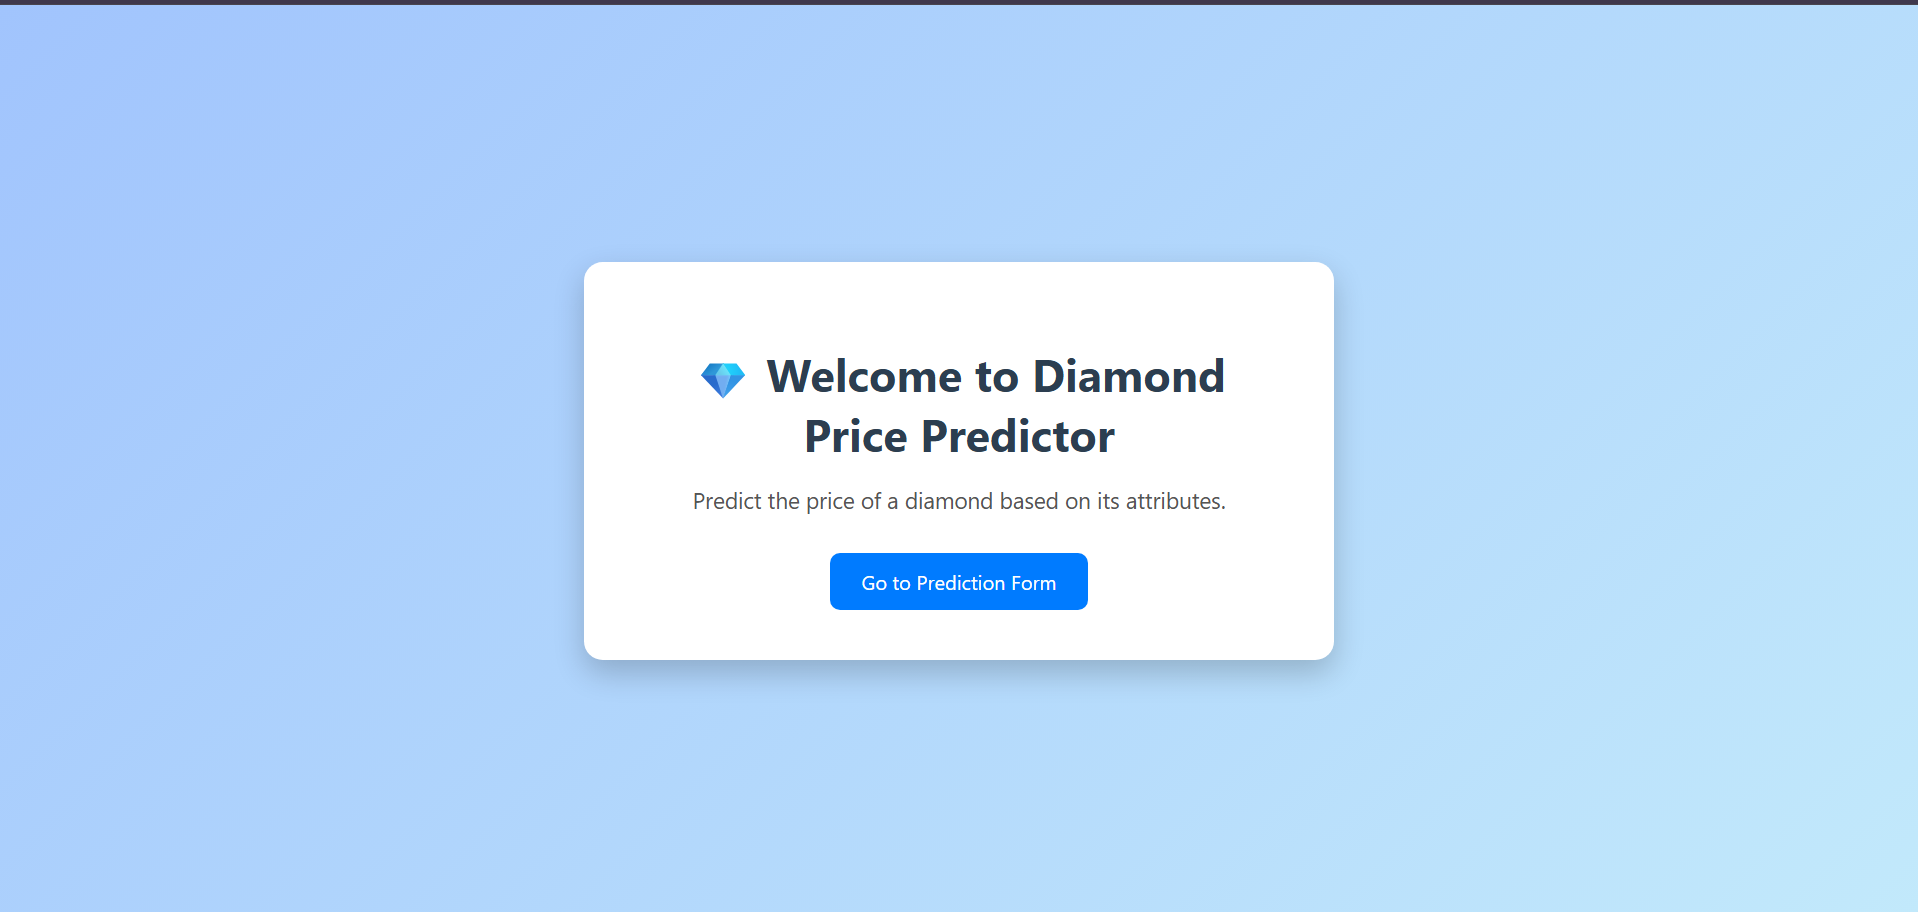 💎 Welcome to Diamond
Price Predictor
Predict the price of a diamond based on its attributes.
Go to Prediction Form